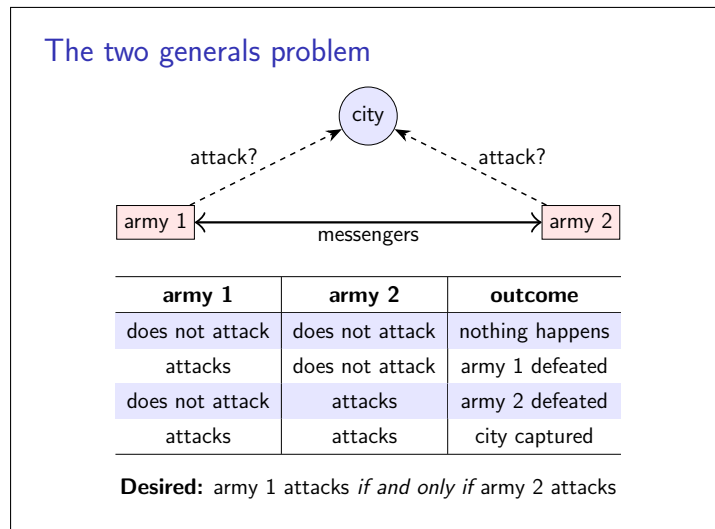 The two generals problem
city
attack? attack?
army 1 army 2
messengers
army 1 army 2 outcome
does not attack does not attack nothing happens
attacks does not attack army 1 defeated
does not attack attacks army 2 defeated
attacks attacks city captured
Desired: army 1 attacks if and only if army 2 attacks